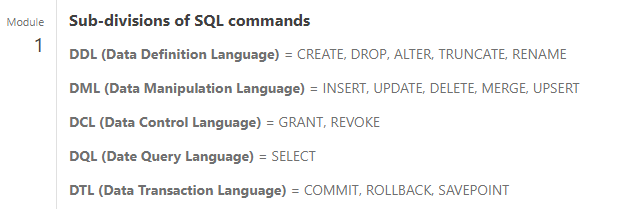 Module
1
Sub-divisions of SQL commands
DDL (Data Definition Language) = CREATE, DROP, ALTER, TRUNCATE, RENAME
DML (Data Manipulation Language) = INSERT, UPDATE, DELETE, MERGE, UPSERT
DCL (Data Control Language) = GRANT, REVOKE
DQL (Date Query Language) = SELECT
DTL (Data Transaction Language) = COMMIT, ROLLBACK, SAVEPOINT